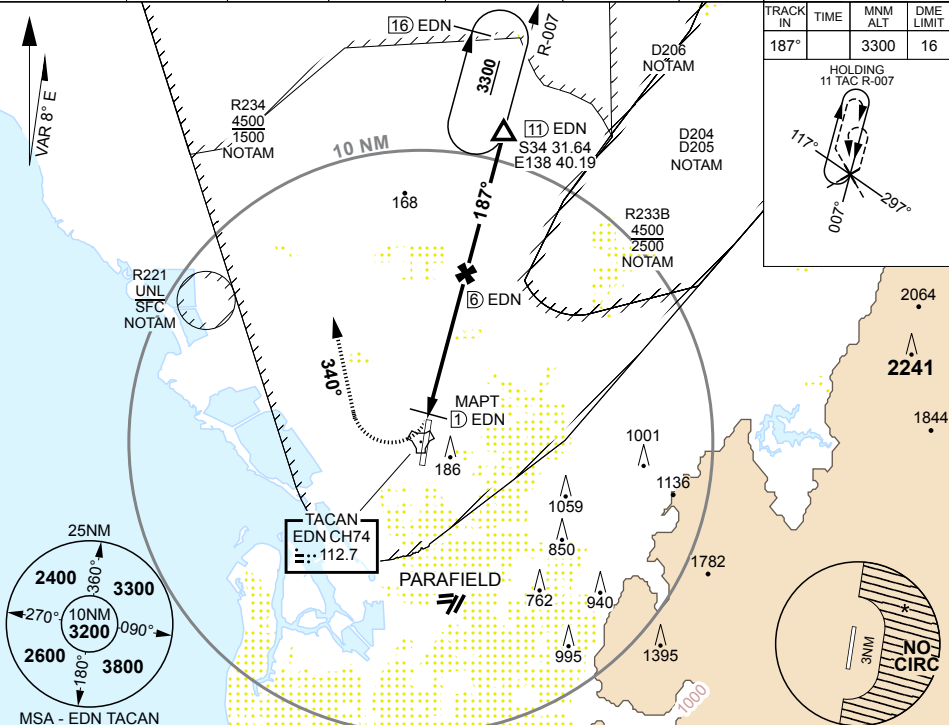 TRACK IN
TIME
MNM ALT
DME LIMIT
187°
3300
16
HOLDING
11 TAC R-007
117°
297°
007°
VAR 8° E
16 EDN
R-007
3300
D206
NOTAM
R234
4500
1500
NOTAM
10 NM
11 EDN
S34 31.64
E138 40.19
D204
D205
NOTAM
187°
168
R233B
4500
2500
NOTAM
R221
UNL
SFC
NOTAM
6 EDN
2064
2241
340°
MAPT
1 EDN
1844
186
1001
1136
1059
TACAN
EDN CH74
112.7
850
1782
PARAFIELD
762
940
995
1395
1000
25NM
2400
360°
3300
270°
10NM
3200
090°
2600
180°
3800
MSA - EDN TACAN
*
3NM
NO
CIRC